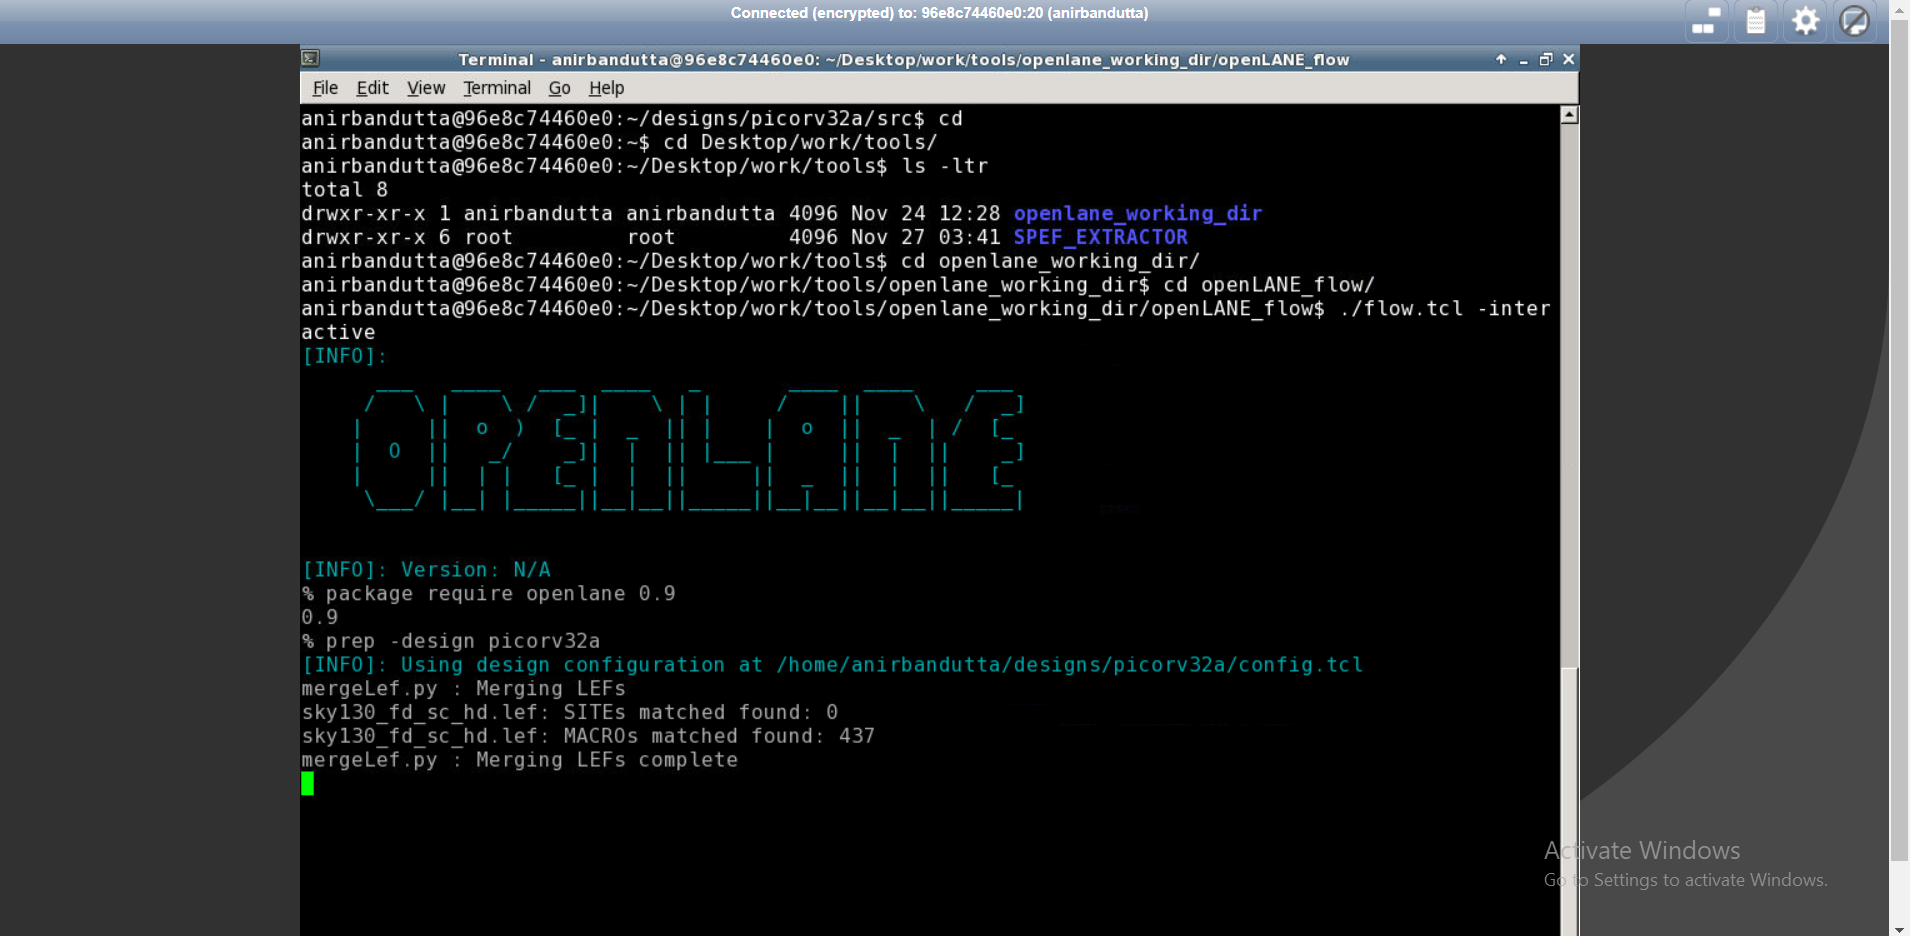 Connected (encrypted) to: 96e8c74460e0:20 (anirbandutta)
Terminal - anirbandutta@96e8c74460e0: ~/Desktop/work/tools/openlane_working_dir/openLANE_flow
File Edit View Terminal Go Help
anirbandutta@96e8c74460e0:~/designs/picorv32a/src$ cd
anirbandutta@96e8c74460e0:~$ cd Desktop/work/tools/
anirbandutta@96e8c74460e0:~/Desktop/work/tools$ ls -ltr
total 8
drwxr-xr-x 1 anirbandutta anirbandutta 4096 Nov 24 12:28 openlane_working_dir
drwxr-xr-x 6 root         root         4096 Nov 27 03:41 SPEF_EXTRACTOR
anirbandutta@96e8c74460e0:~/Desktop/work/tools$ cd openlane_working_dir/
anirbandutta@96e8c74460e0:~/Desktop/work/tools/openlane_working_dir$ cd openLANE_flow/
anirbandutta@96e8c74460e0:~/Desktop/work/tools/openlane_working_dir/openLANE_flow$ ./flow.tcl -inter
active
[INFO]:
OPENLANE
[INFO]: Version: N/A
% package require openlane 0.9
0.9
% prep -design picorv32a
[INFO]: Using design configuration at /home/anirbandutta/designs/picorv32a/config.tcl
mergeLef.py : Merging LEFs
sky130_fd_sc_hd.lef: SITEs matched found: 0
sky130_fd_sc_hd.lef: MACROs matched found: 437
mergeLef.py : Merging LEFs complete
Activate Windows
Go to Settings to activate Windows.